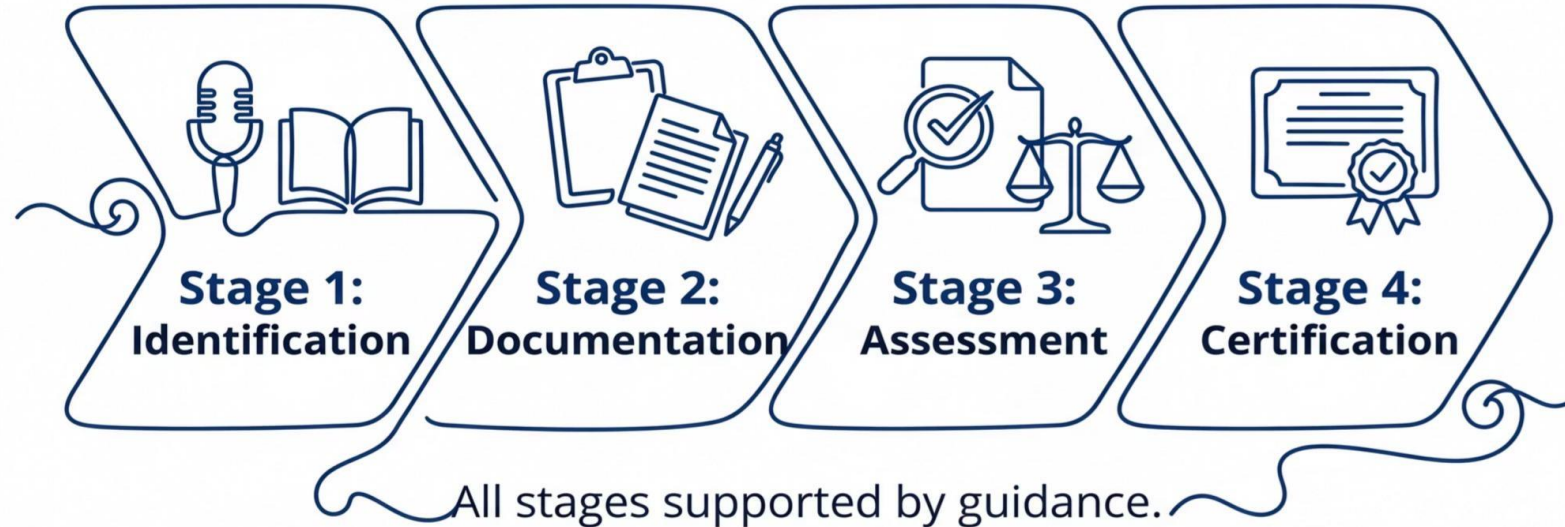 Stage 1:
Identification
Stage 2:
Documentation
Stage 3:
Assessment
Stage 4:
Certification
All stages supported by guidance.